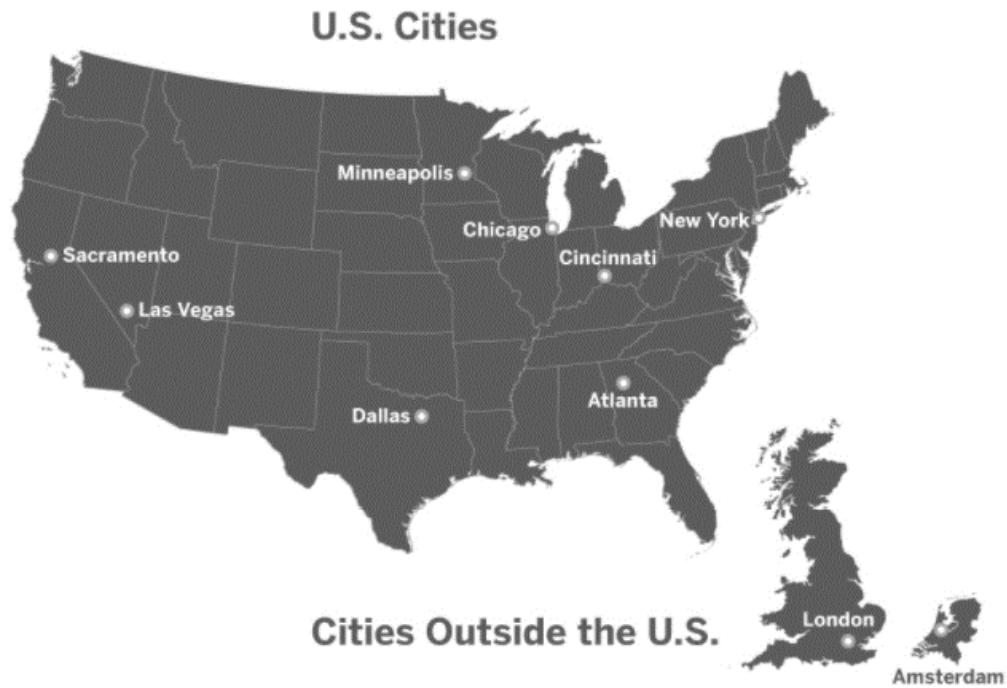 U.S. Cities
Minneapolis
Chicago
New York
Cincinnati
Sacramento
Las Vegas
Atlanta
Dallas
Cities Outside the U.S.
London
Amsterdam